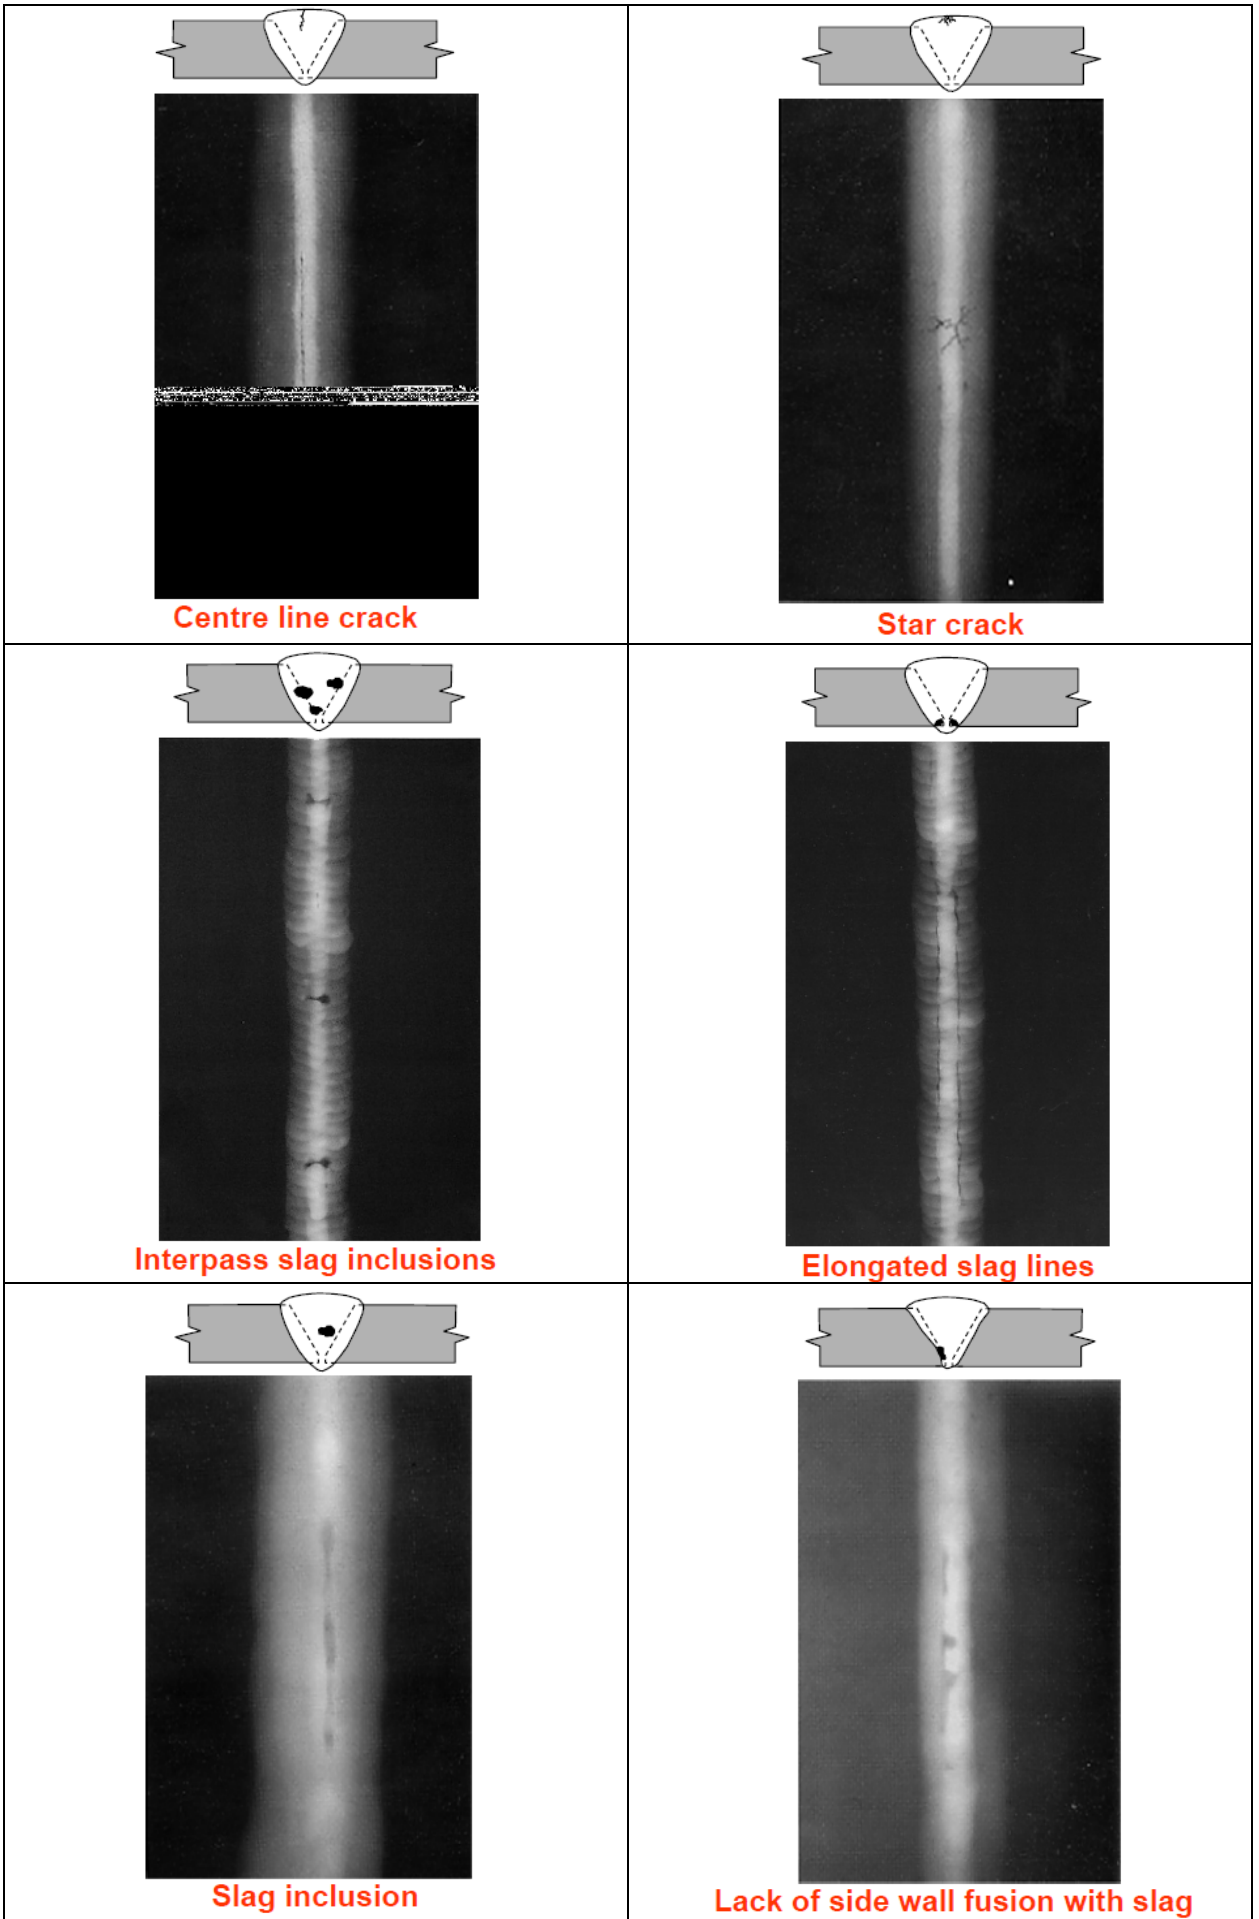 Centre line crack
Star crack
Interpass slag inclusions
Elongated slag lines
Slag inclusion
Lack of side wall fusion with slag